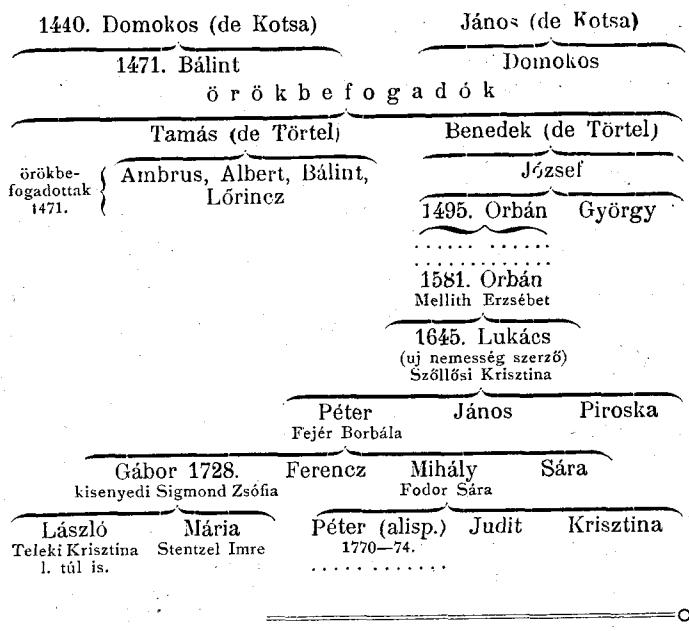 1440. Domokos (de Kotsa) János (de Kotsa)
1471. Bálint Domokos
örökbefogadók
Tamás (de Törtel) Benedek (de Törtel)
örökbe-
fogadottak
1471.
Ambrus, Albert, Bálint,
Lőrincz
József
1495. Orbán György
...... ......
..............
1581. Orbán
Mellith Erzsébet
1645. Lukács
(uj nemesség szerző)
Szőllősi Krisztina
Péter János Piroska
Fejér Borbála
Gábor 1728. Ferencz Mihály Sára
kisenyedi Sigmond Zsófia Fodor Sára
László Mária Péter (alisp.) Judit Krisztina
Teleki Krisztina Stentzel Imre 1770—74.
l. túl is. ............